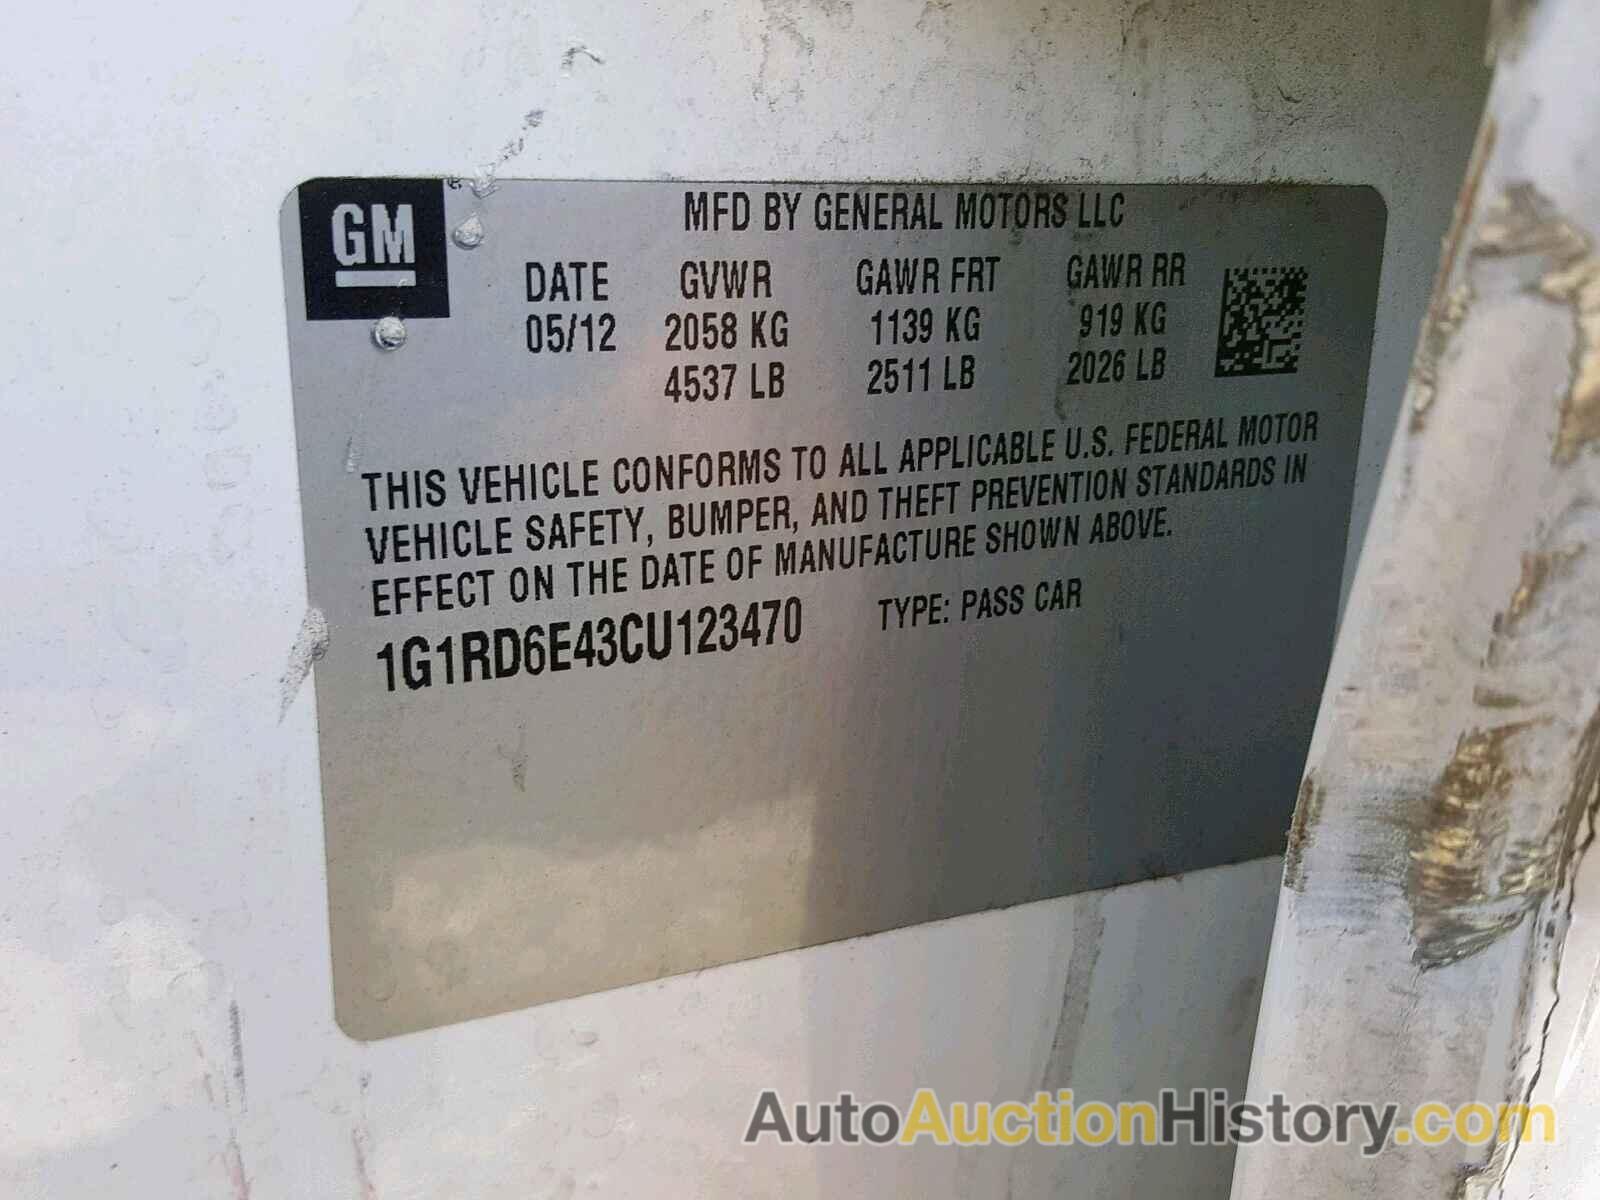 GM
MFD BY GENERAL MOTORS LLC
DATE GVWR GAWR FRT GAWR RR
05/12 2058 KG 1139 KG 919 KG
4537 LB 2511 LB 2026 LB
THIS VEHICLE CONFORMS TO ALL APPLICABLE U.S. FEDERAL MOTOR
VEHICLE SAFETY, BUMPER, AND THEFT PREVENTION STANDARDS IN
EFFECT ON THE DATE OF MANUFACTURE SHOWN ABOVE.
1G1RD6E43CU123470 TYPE: PASS CAR
AutoAuctionHistory.com